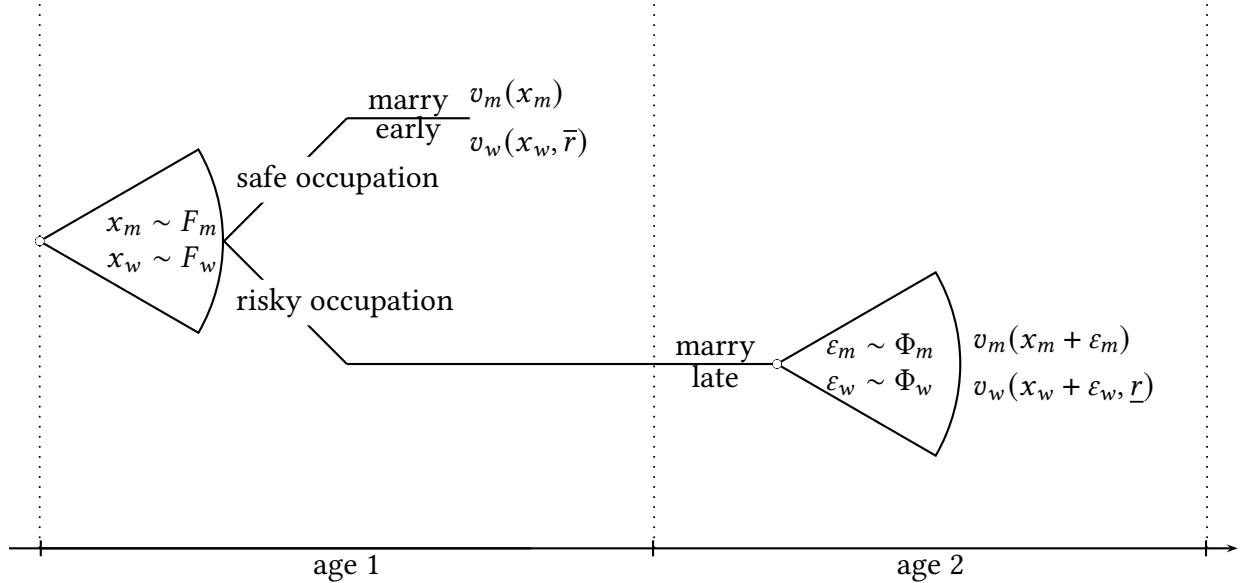 marry
early
v_m(x_m)
v_w(x_w, r̅)
safe occupation
x_m ∼ F_m
x_w ∼ F_w
risky occupation
marry
late
ε_m ∼ Φ_m
ε_w ∼ Φ_w
v_m(x_m + ε_m)
v_w(x_w + ε_w, r̲)
age 1
age 2